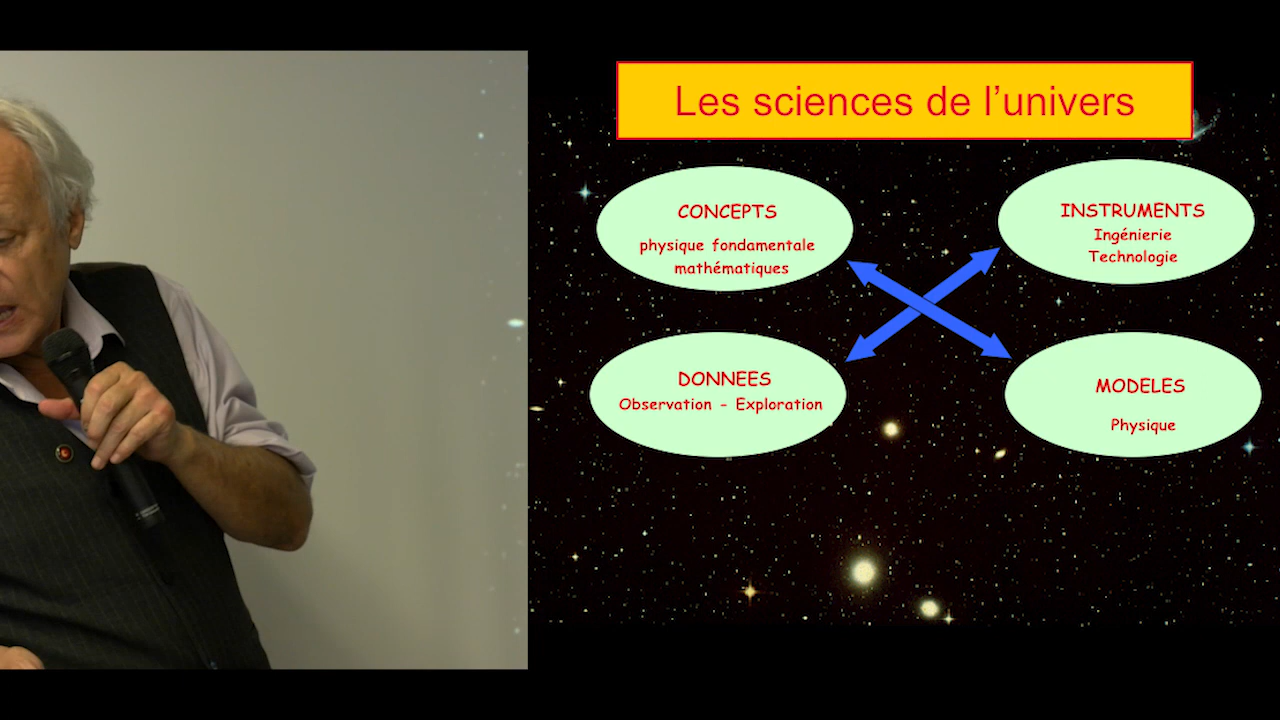 Les sciences de l’univers
CONCEPTS
physique fondamentale
mathématiques
INSTRUMENTS
Ingénierie
Technologie
DONNEES
Observation - Exploration
MODELES
Physique